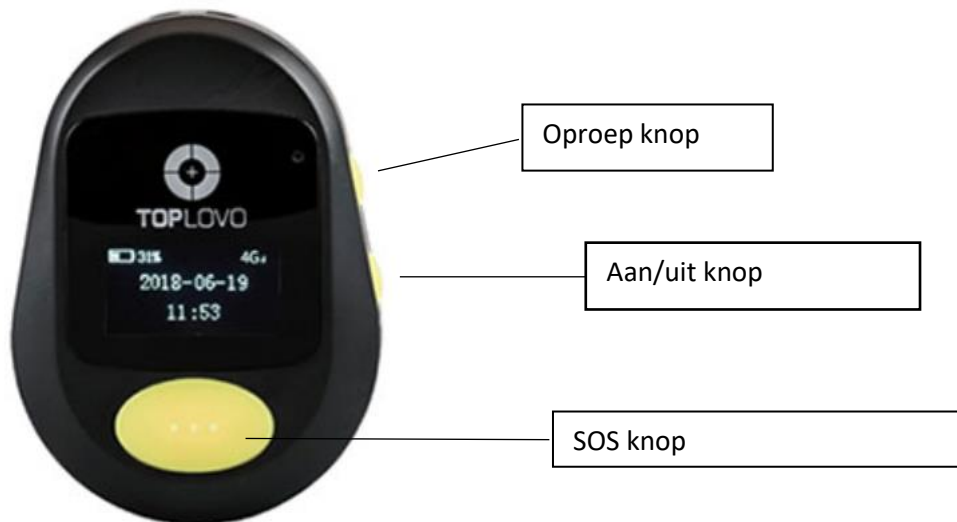 Oproep knop
TOPLOVO
31% 4G
2018-06-19
Aan/uit knop
11:53
SOS knop